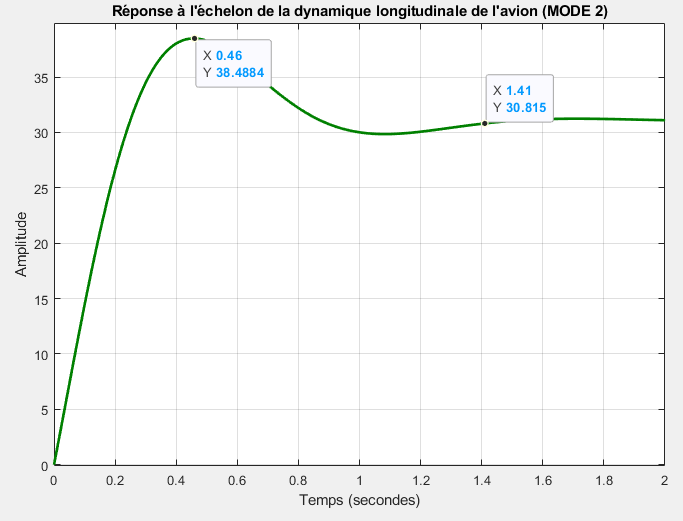 Réponse à l'échelon de la dynamique longitudinale de l'avion (MODE 2)
Amplitude
35
30
25
20
15
10
5
0
X 0.46
Y 38.4884
X 1.41
Y 30.815
0 0.2 0.4 0.6 0.8 1 1.2 1.4 1.6 1.8 2
Temps (secondes)